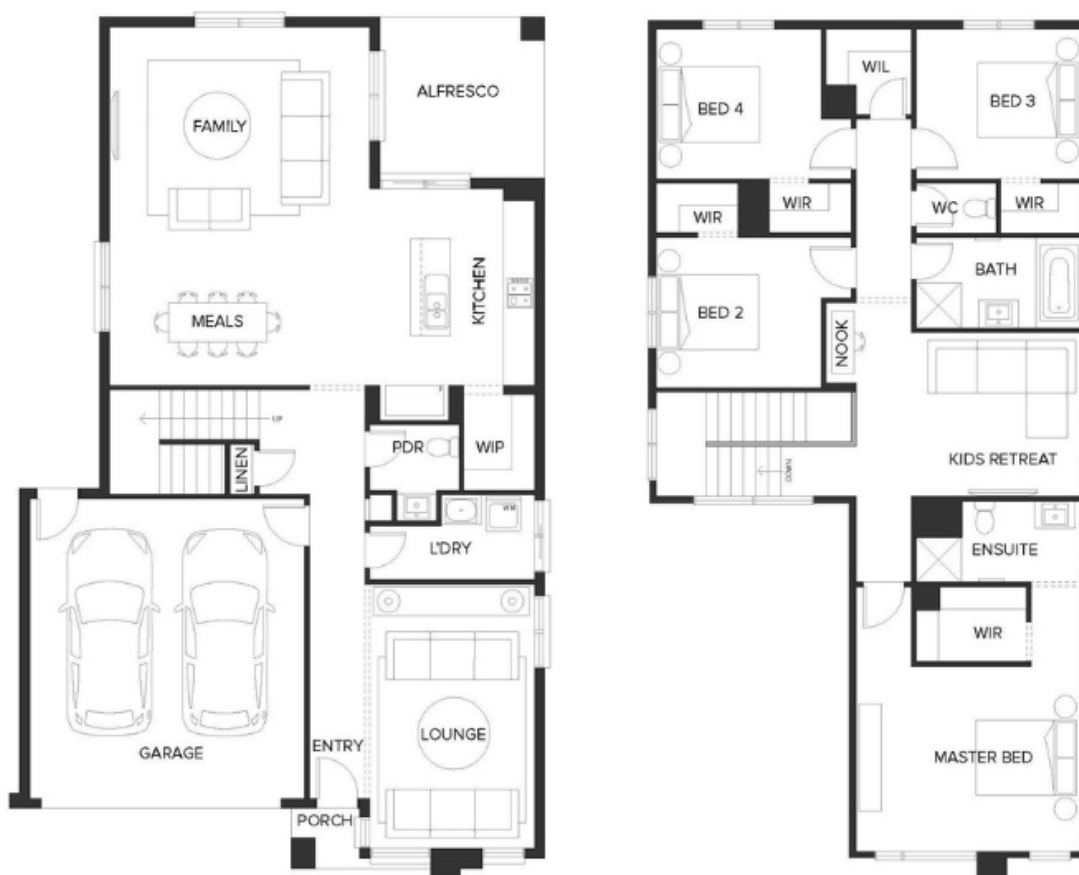 ALFRESCO
FAMILY
KITCHEN
MEALS
UP
PDR
WIP
LINEN
WM
L'DRY
GARAGE
ENTRY
LOUNGE
PORCH
WIL
BED 4
BED 3
WIR
WIR
WC
WIR
BATH
BED 2
NOOK
KIDS RETREAT
DOWN
ENSUITE
WIR
MASTER BED